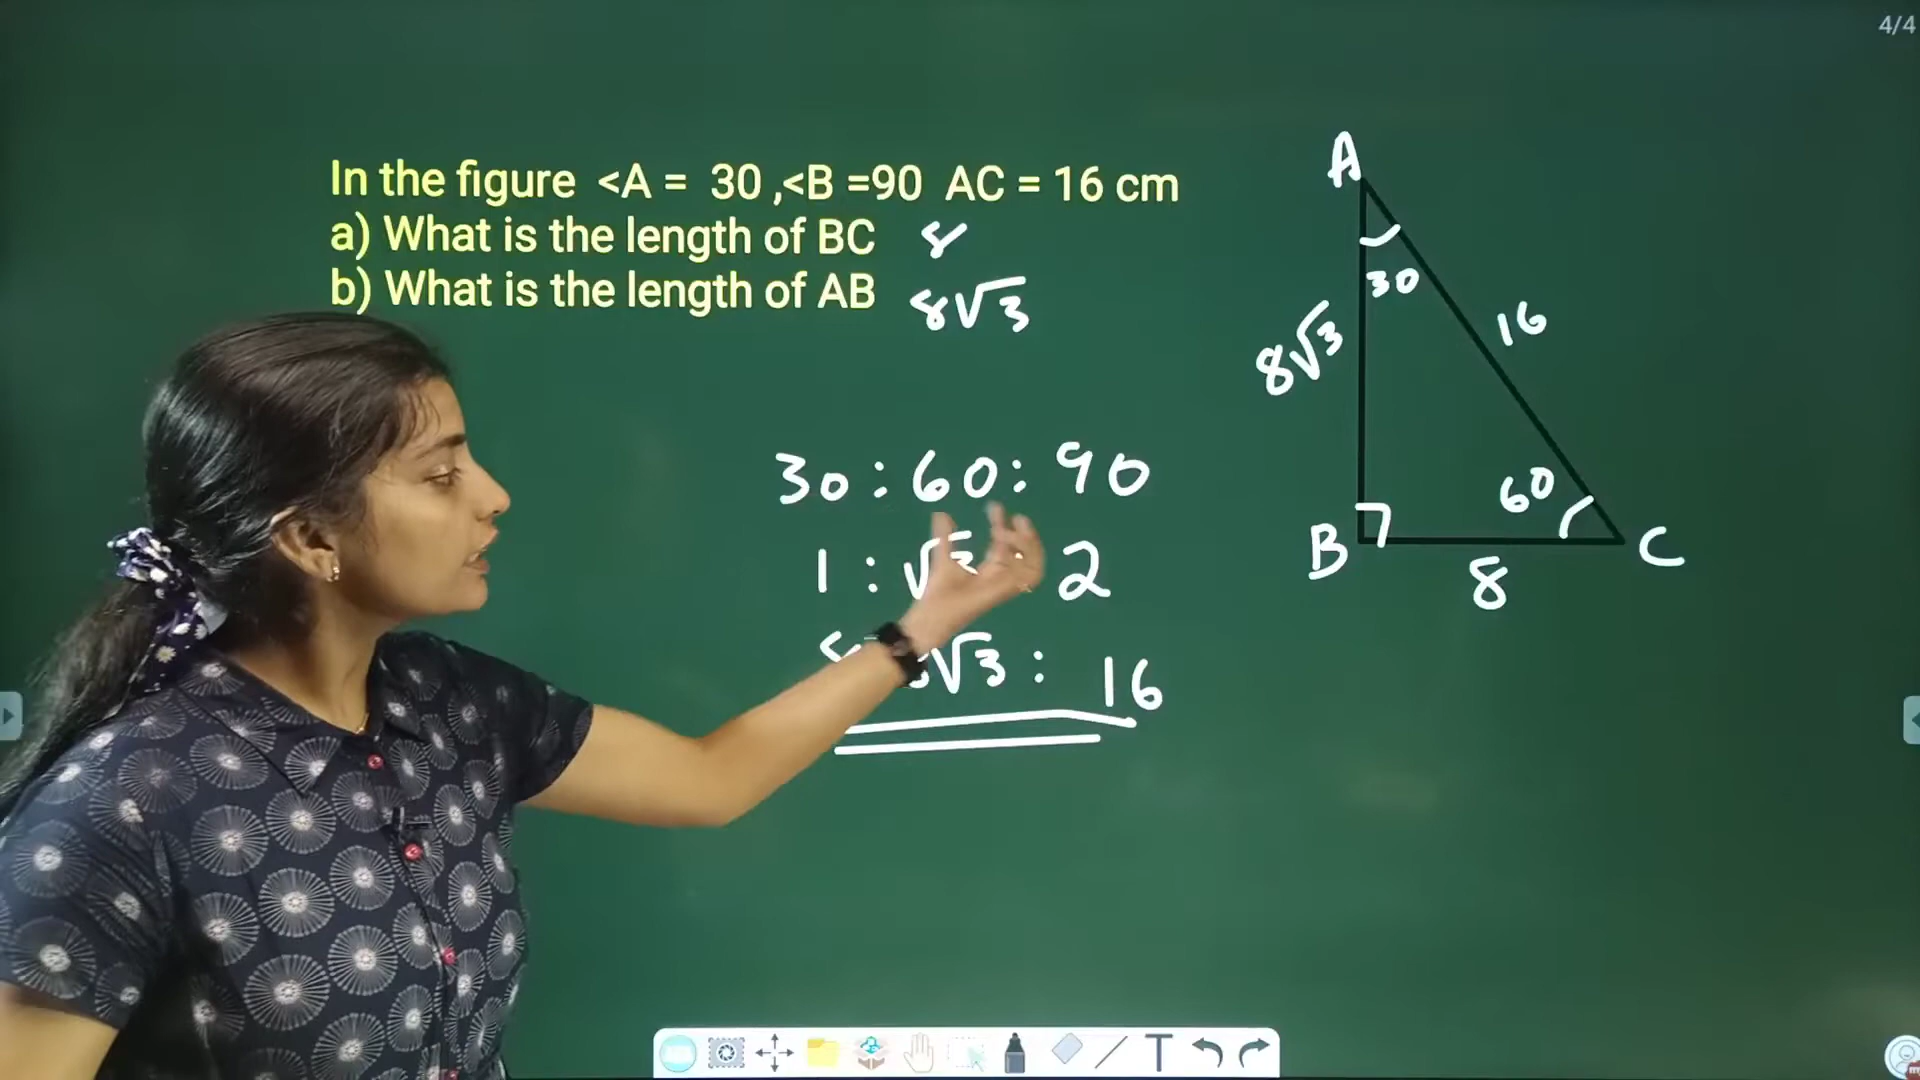 4/4
In the figure <A = 30 ,<B =90 AC = 16 cm
a) What is the length of BC 8
b) What is the length of AB 8√3
30 : 60 : 90
1 : √3 : 2
√3 : 16
A
30
16
8√3
60
B
C
8
T